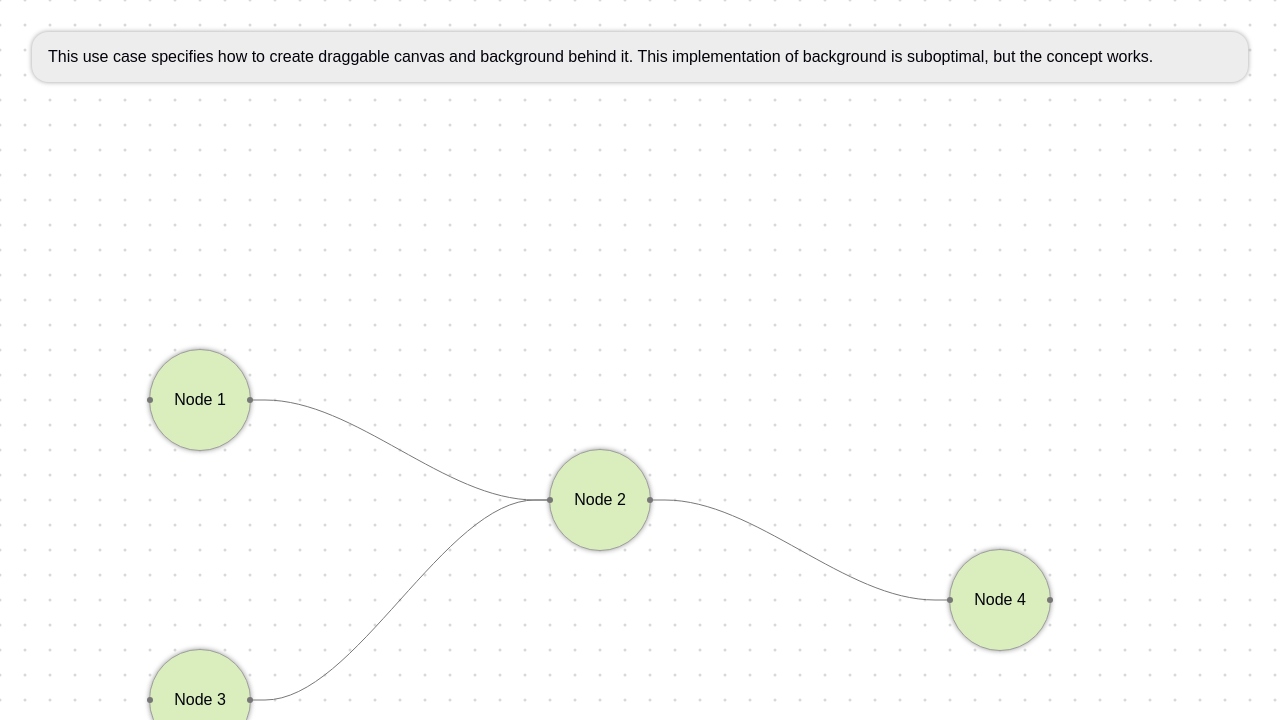 This use case specifies how to create draggable canvas and background behind it. This implementation of background is suboptimal, but the concept works.
Node 1
Node 2
Node 4
Node 3